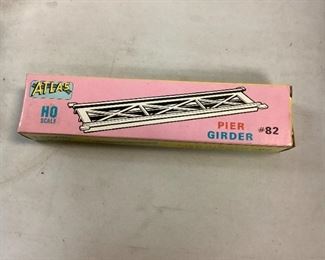 ATLAS
HO
SCALE
PIER
GIRDER #82